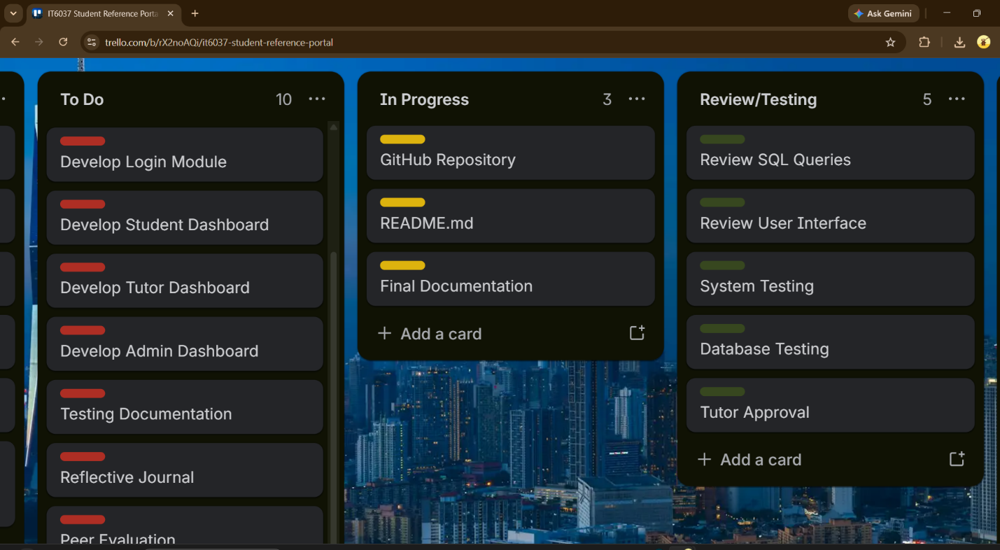 IT6037 Student Reference Porta
Ask Gemini
trello.com/b/rX2noAQi/it6037-student-reference-portal
To Do
10
Develop Login Module
Develop Student Dashboard
Develop Tutor Dashboard
Develop Admin Dashboard
Testing Documentation
Reflective Journal
Peer Evaluation
In Progress
3
GitHub Repository
README.md
Final Documentation
Add a card
Review/Testing
5
Review SQL Queries
Review User Interface
System Testing
Database Testing
Tutor Approval
Add a card